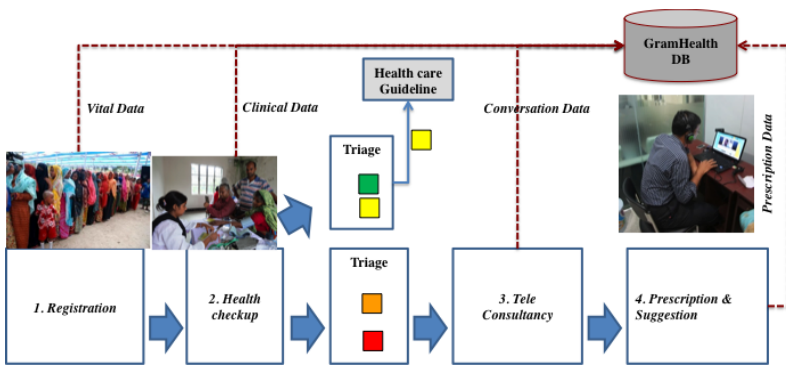 GramHealth
DB
Health care
Guideline
Vital Data
Clinical Data
Conversation Data
Prescription Data
Triage
Triage
1. Registration
2. Health
checkup
3. Tele
Consultancy
4. Prescription &
Suggestion